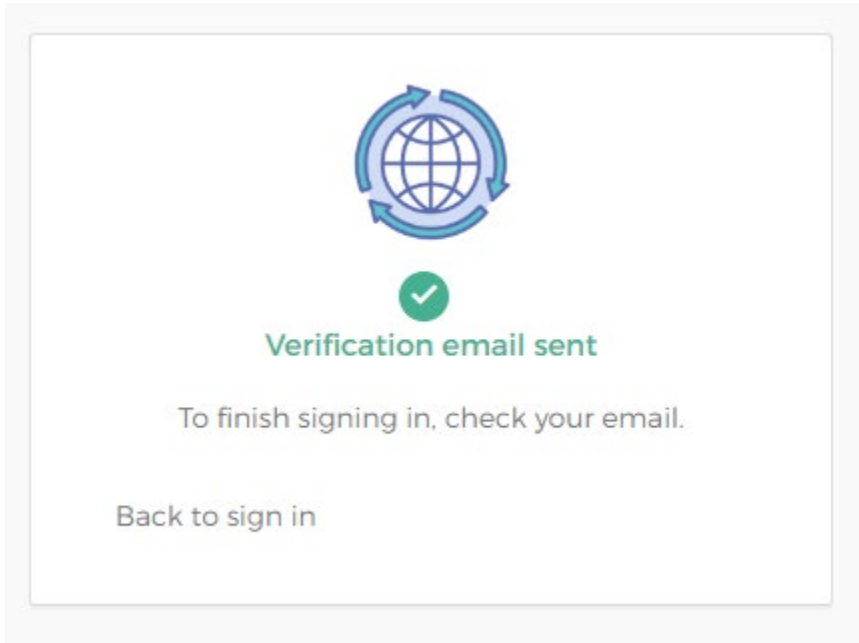 Verification email sent
To finish signing in, check your email.
Back to sign in